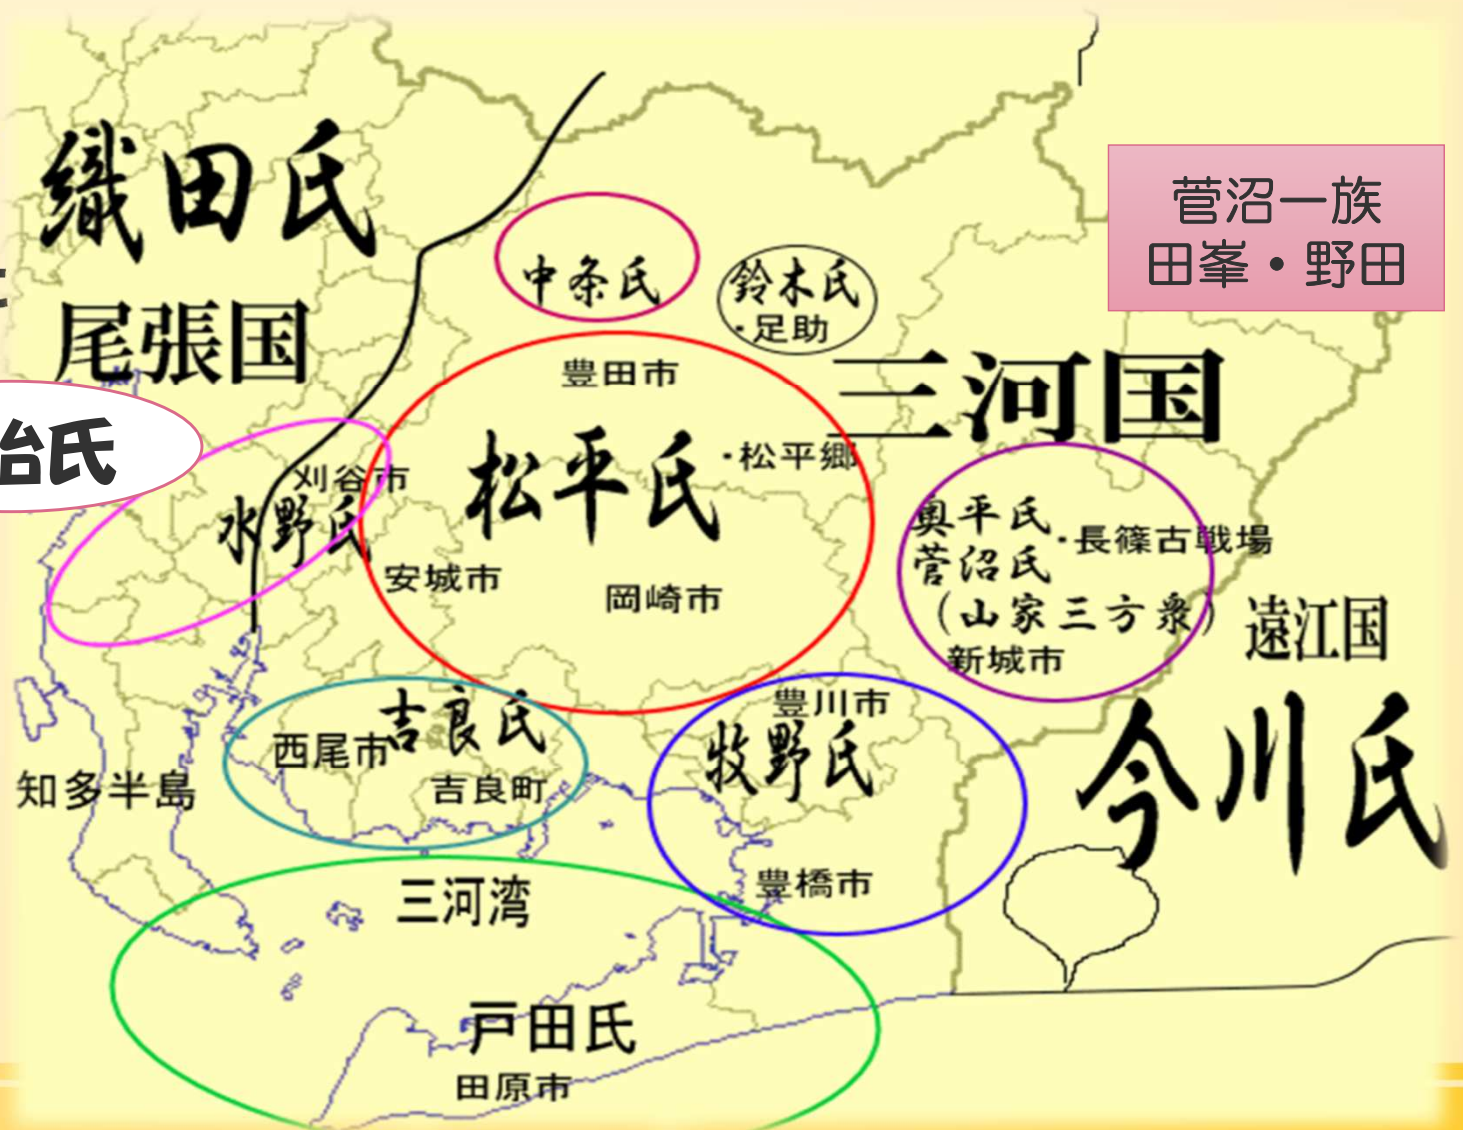 織田氏
尾張国
治氏
中条氏
鈴木氏
・足助
菅沼一族
田峯・野田
三河国
豊田市
松平氏
・松平郷
刈谷市
水野氏
安城市
岡崎市
奥平氏
・長篠古戦場
菅沼氏
（山家三方衆）
新城市
遠江国
今川氏
吉良氏
西尾市
吉良町
知多半島
豊川市
牧野氏
豊橋市
三河湾
戸田氏
田原市